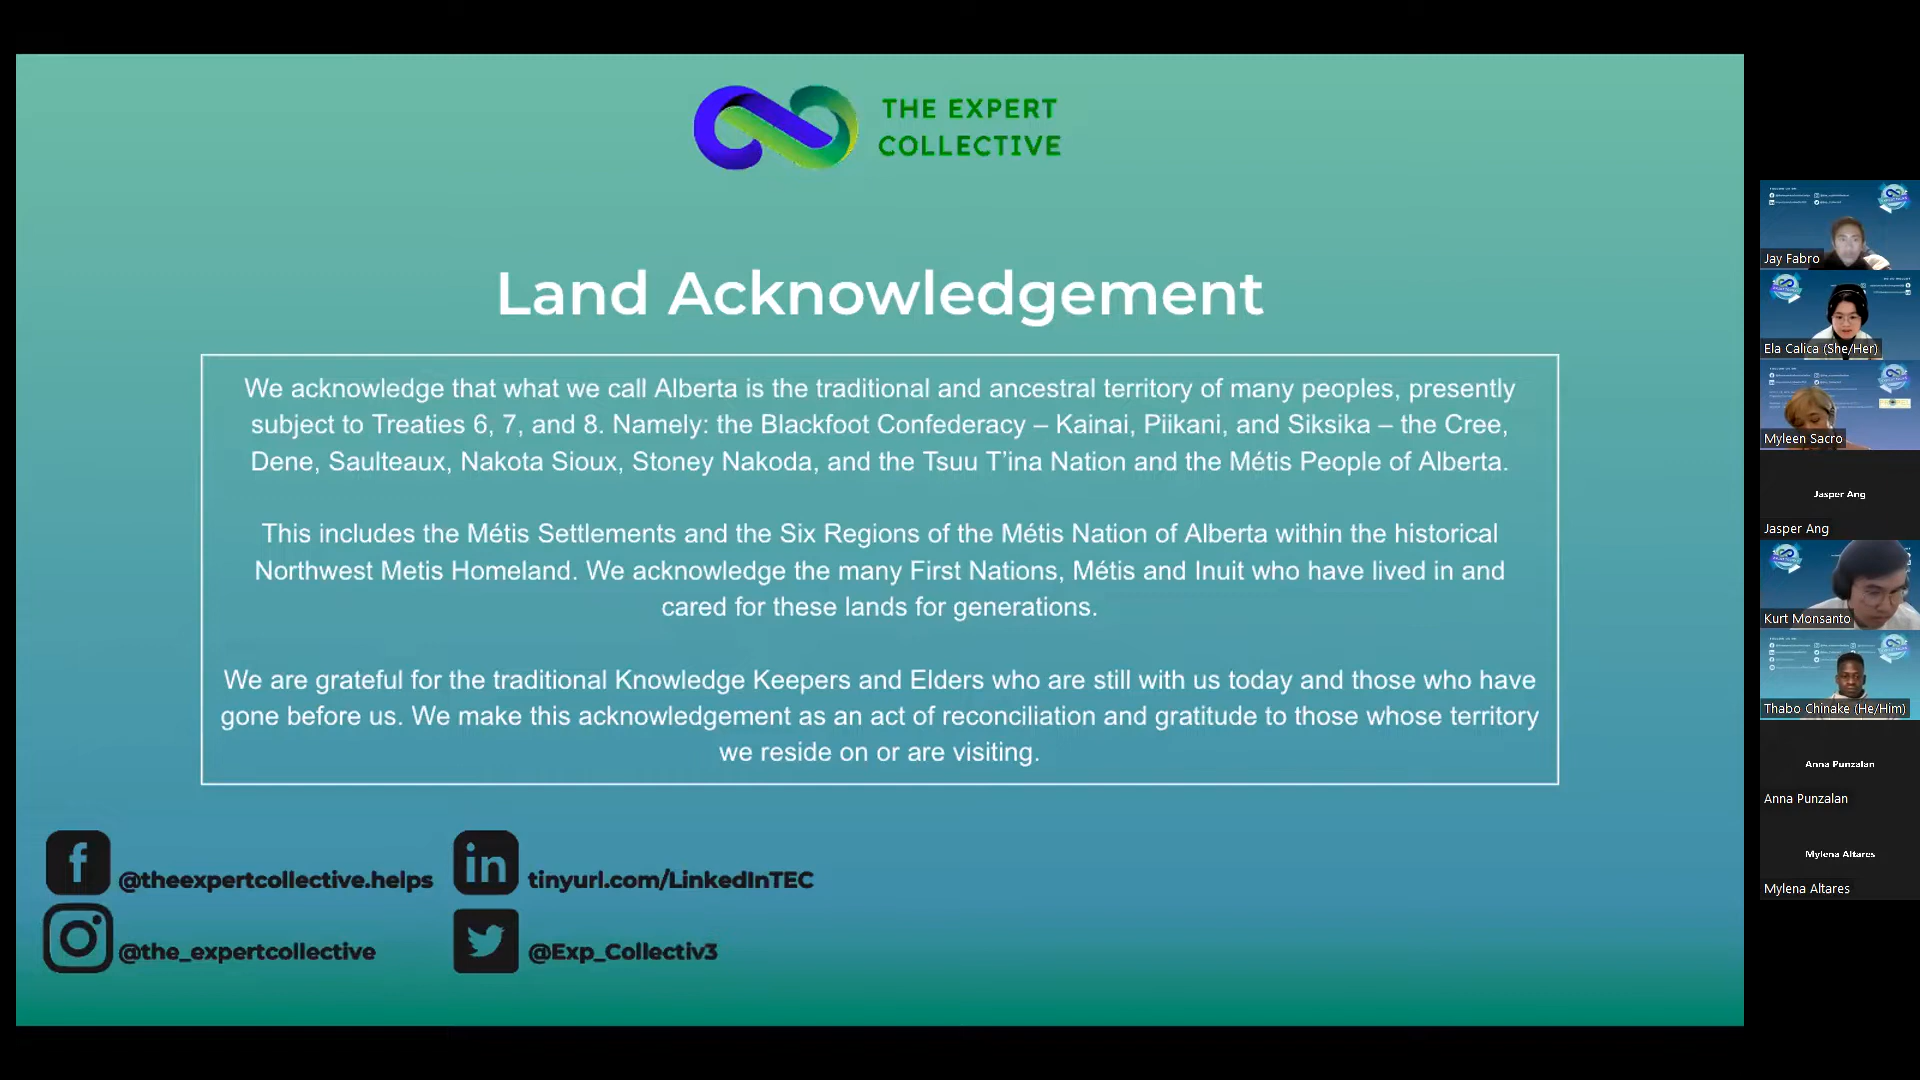 THE EXPERT
COLLECTIVE
Land Acknowledgement
We acknowledge that what we call Alberta is the traditional and ancestral territory of many peoples, presently
subject to Treaties 6, 7, and 8. Namely: the Blackfoot Confederacy – Kainai, Piikani, and Siksika – the Cree,
Dene, Saulteaux, Nakota Sioux, Stoney Nakoda, and the Tsuu T’ina Nation and the Métis People of Alberta.
This includes the Métis Settlements and the Six Regions of the Métis Nation of Alberta within the historical
Northwest Metis Homeland. We acknowledge the many First Nations, Métis and Inuit who have lived in and
cared for these lands for generations.
We are grateful for the traditional Knowledge Keepers and Elders who are still with us today and those who have
gone before us. We make this acknowledgement as an act of reconciliation and gratitude to those whose territory
we reside on or are visiting.
@theexpertcollective.helps
in tinyurl.com/LinkedInTEC
@the_expertcollective
@Exp_Collectiv3
Jay Fabro
Ela Calica (She/Her)
Myleen Sacro
Jasper Ang
Jasper Ang
Kurt Monsanto
Thabo Chinake (He/Him)
Anna Punzalan
Anna Punzalan
Mylena Altares
Mylena Altares